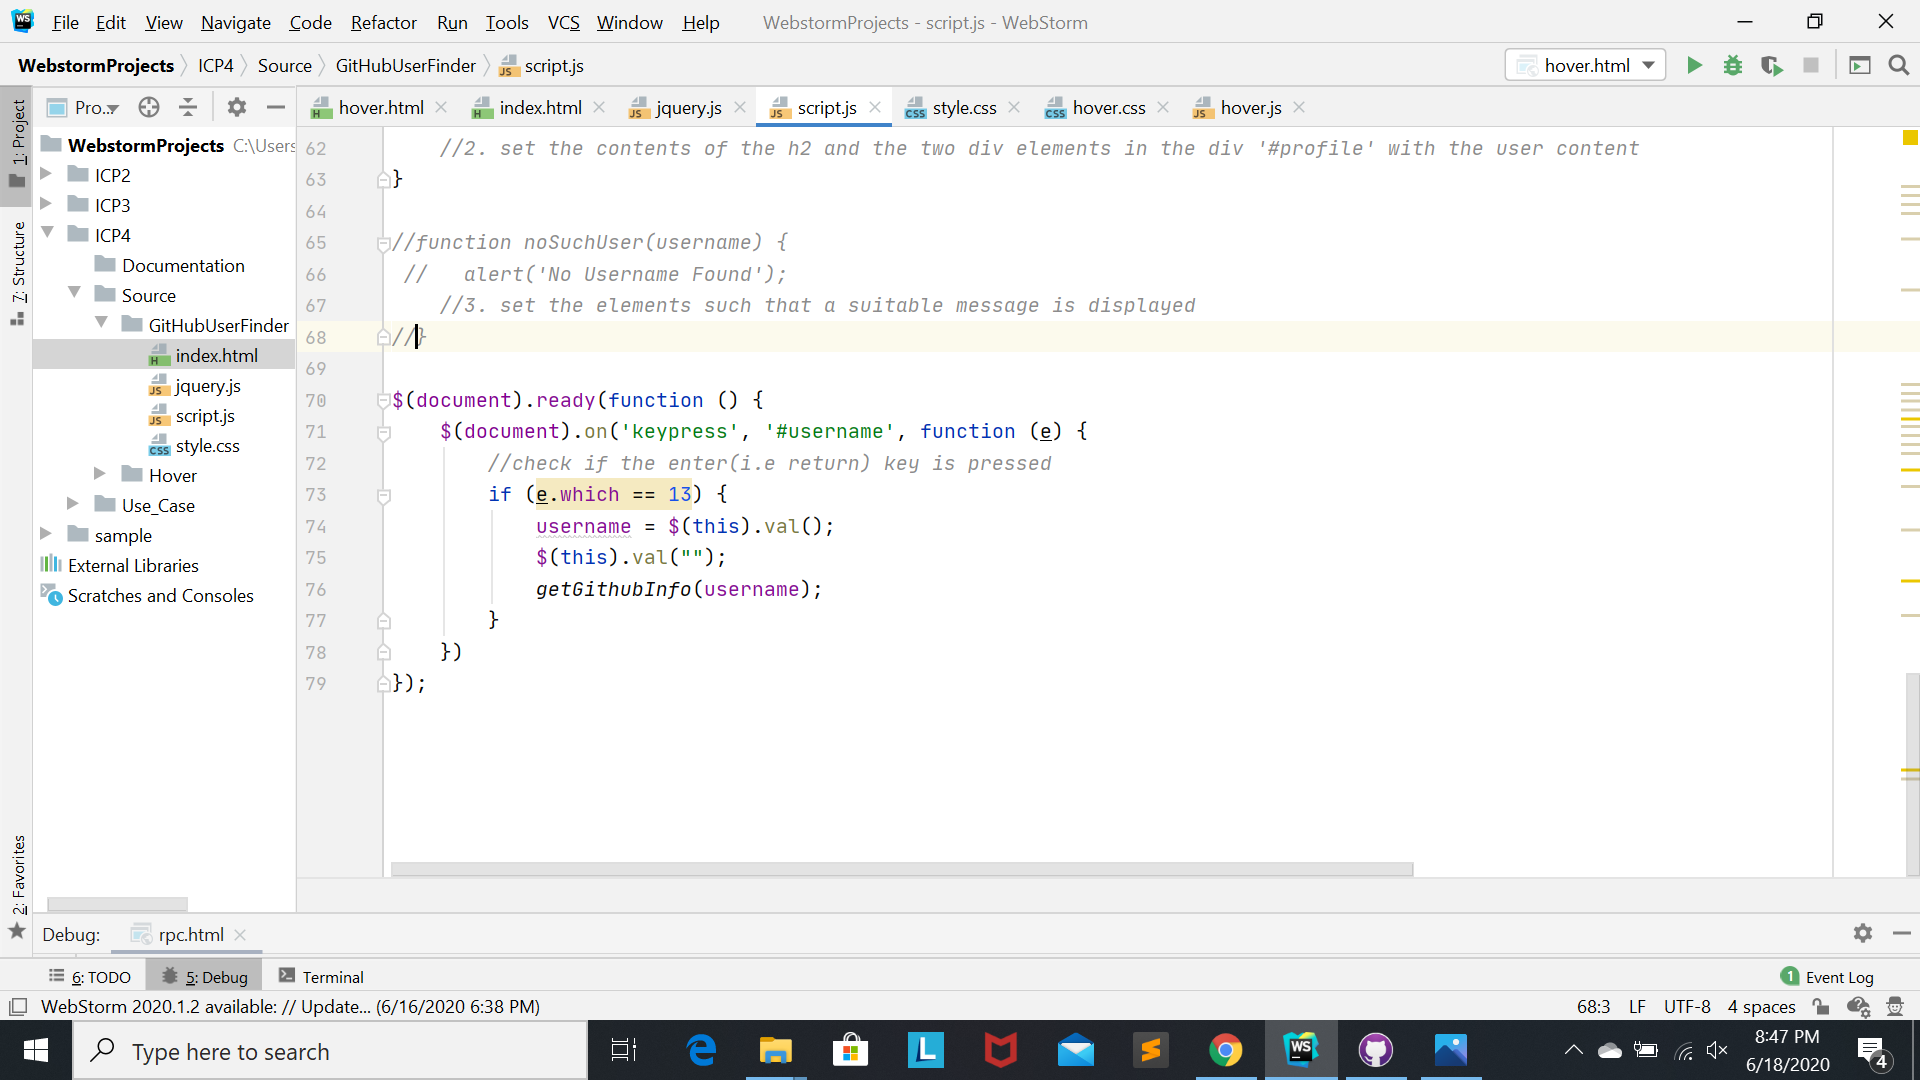 File Edit View Navigate Code Refactor Run Tools VCS Window Help WebstormProjects - script.js - WebStorm
WebstormProjects ICP4 Source GitHubUserFinder script.js hover.html
Pro... hover.html index.html jquery.js script.js style.css hover.css hover.js
1: Project
7: Structure
2: Favorites
WebstormProjects C:\Users
ICP2
ICP3
ICP4
Documentation
Source
GitHubUserFinder
index.html
jquery.js
script.js
style.css
Hover
Use_Case
sample
External Libraries
Scratches and Consoles
62 //2. set the contents of the h2 and the two div elements in the div '#profile' with the user content
63 }
64
65 //function noSuchUser(username) {
66 // alert('No Username Found');
67 //3. set the elements such that a suitable message is displayed
68 //}
69
70 $(document).ready(function () {
71 $(document).on('keypress', '#username', function (e) {
72 //check if the enter(i.e return) key is pressed
73 if (e.which == 13) {
74 username = $(this).val();
75 $(this).val("");
76 getGithubInfo(username);
77 }
78 })
79 });
Debug: rpc.html
6: TODO 5: Debug Terminal 1 Event Log
WebStorm 2020.1.2 available: // Update... (6/16/2020 6:38 PM) 68:3 LF UTF-8 4 spaces
Type here to search
8:47 PM
6/18/2020
4